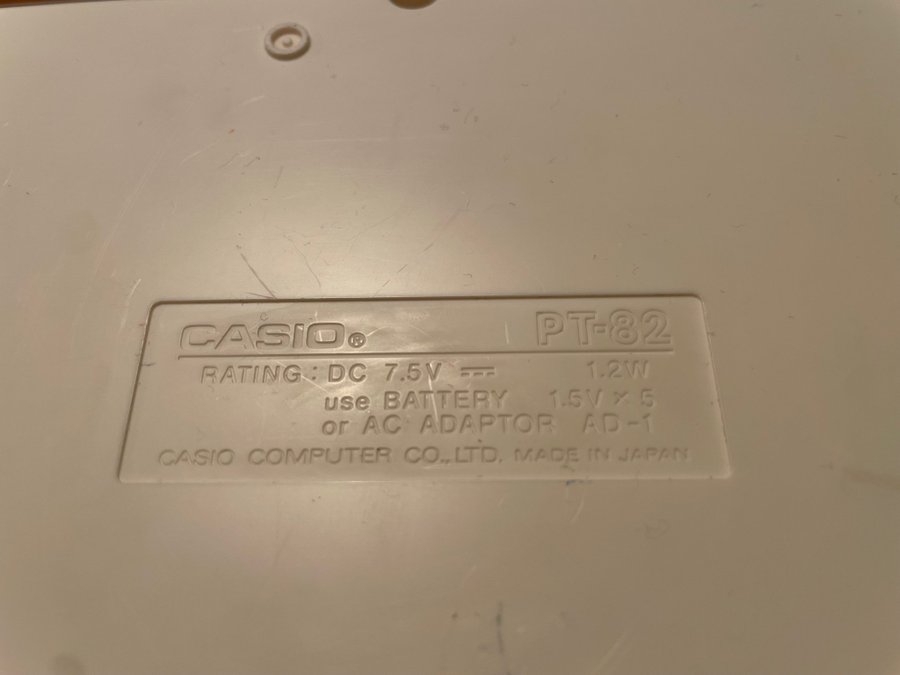 CASIO® PT-82
RATING: DC 7.5V ⎓ 1.2W
use BATTERY 1.5V × 5
or AC ADAPTOR AD-1
CASIO COMPUTER CO., LTD. MADE IN JAPAN